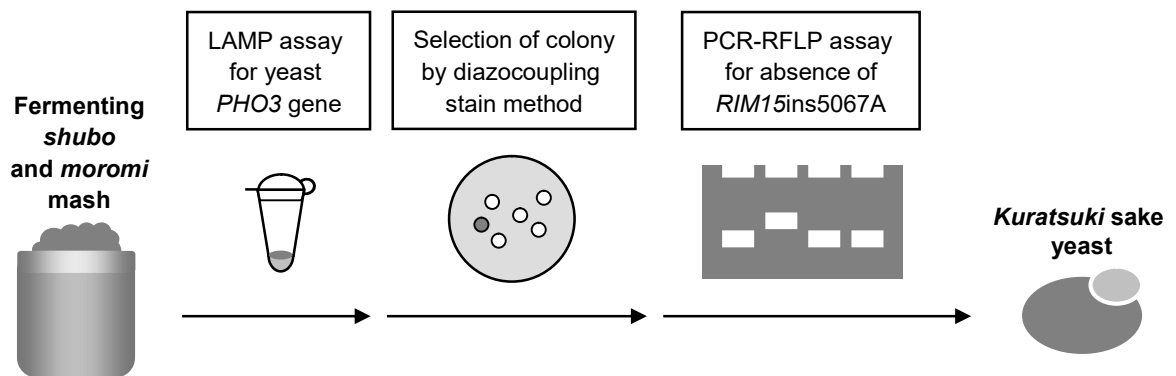 Fermenting
shubo
and moromi
mash
LAMP assay
for yeast
PHO3 gene
Selection of colony
by diazocoupling
stain method
PCR-RFLP assay
for absence of
RIM15ins5067A
Kuratsuki sake
yeast